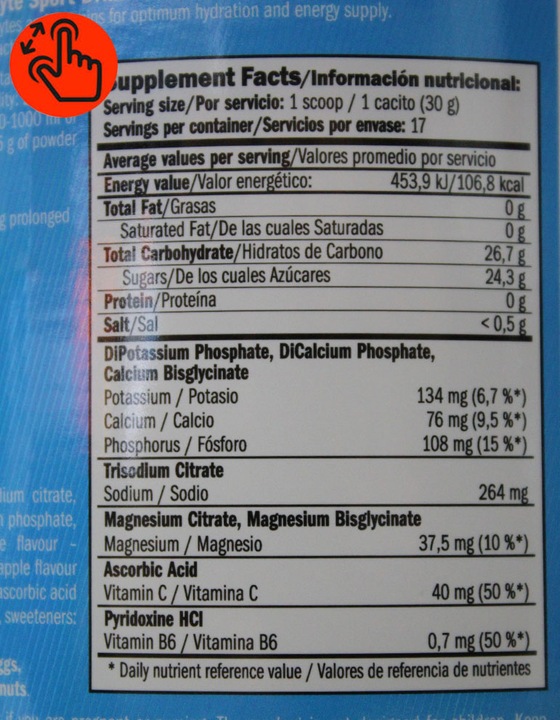 for optimum hydration and energy supply.
of powder
prolonged
citrate,
phosphate,
flavour -
apple flavour
ascorbic acid
sweeteners:
nuts.
Supplement Facts/Información nutricional:
Serving size/Por servicio: 1 scoop / 1 cacito (30 g)
Servings per container/Servicios por envase: 17
Average values per serving/Valores promedio por servicio
Energy value/Valor energético: 453,9 kJ/106,8 kcal
Total Fat/Grasas 0 g
Saturated Fat/De las cuales Saturadas 0 g
Total Carbohydrate/Hidratos de Carbono 26,7 g
Sugars/De los cuales Azúcares 24,3 g
Protein/Proteína 0 g
Salt/Sal < 0,5 g
DiPotassium Phosphate, DiCalcium Phosphate,
Calcium Bisglycinate
Potassium / Potasio 134 mg (6,7 %*)
Calcium / Calcio 76 mg (9,5 %*)
Phosphorus / Fósforo 108 mg (15 %*)
Trisodium Citrate
Sodium / Sodio 264 mg
Magnesium Citrate, Magnesium Bisglycinate
Magnesium / Magnesio 37,5 mg (10 %*)
Ascorbic Acid
Vitamin C / Vitamina C 40 mg (50 %*)
Pyridoxine HCl
Vitamin B6 / Vitamina B6 0,7 mg (50 %*)
* Daily nutrient reference value / Valores de referencia de nutrientes